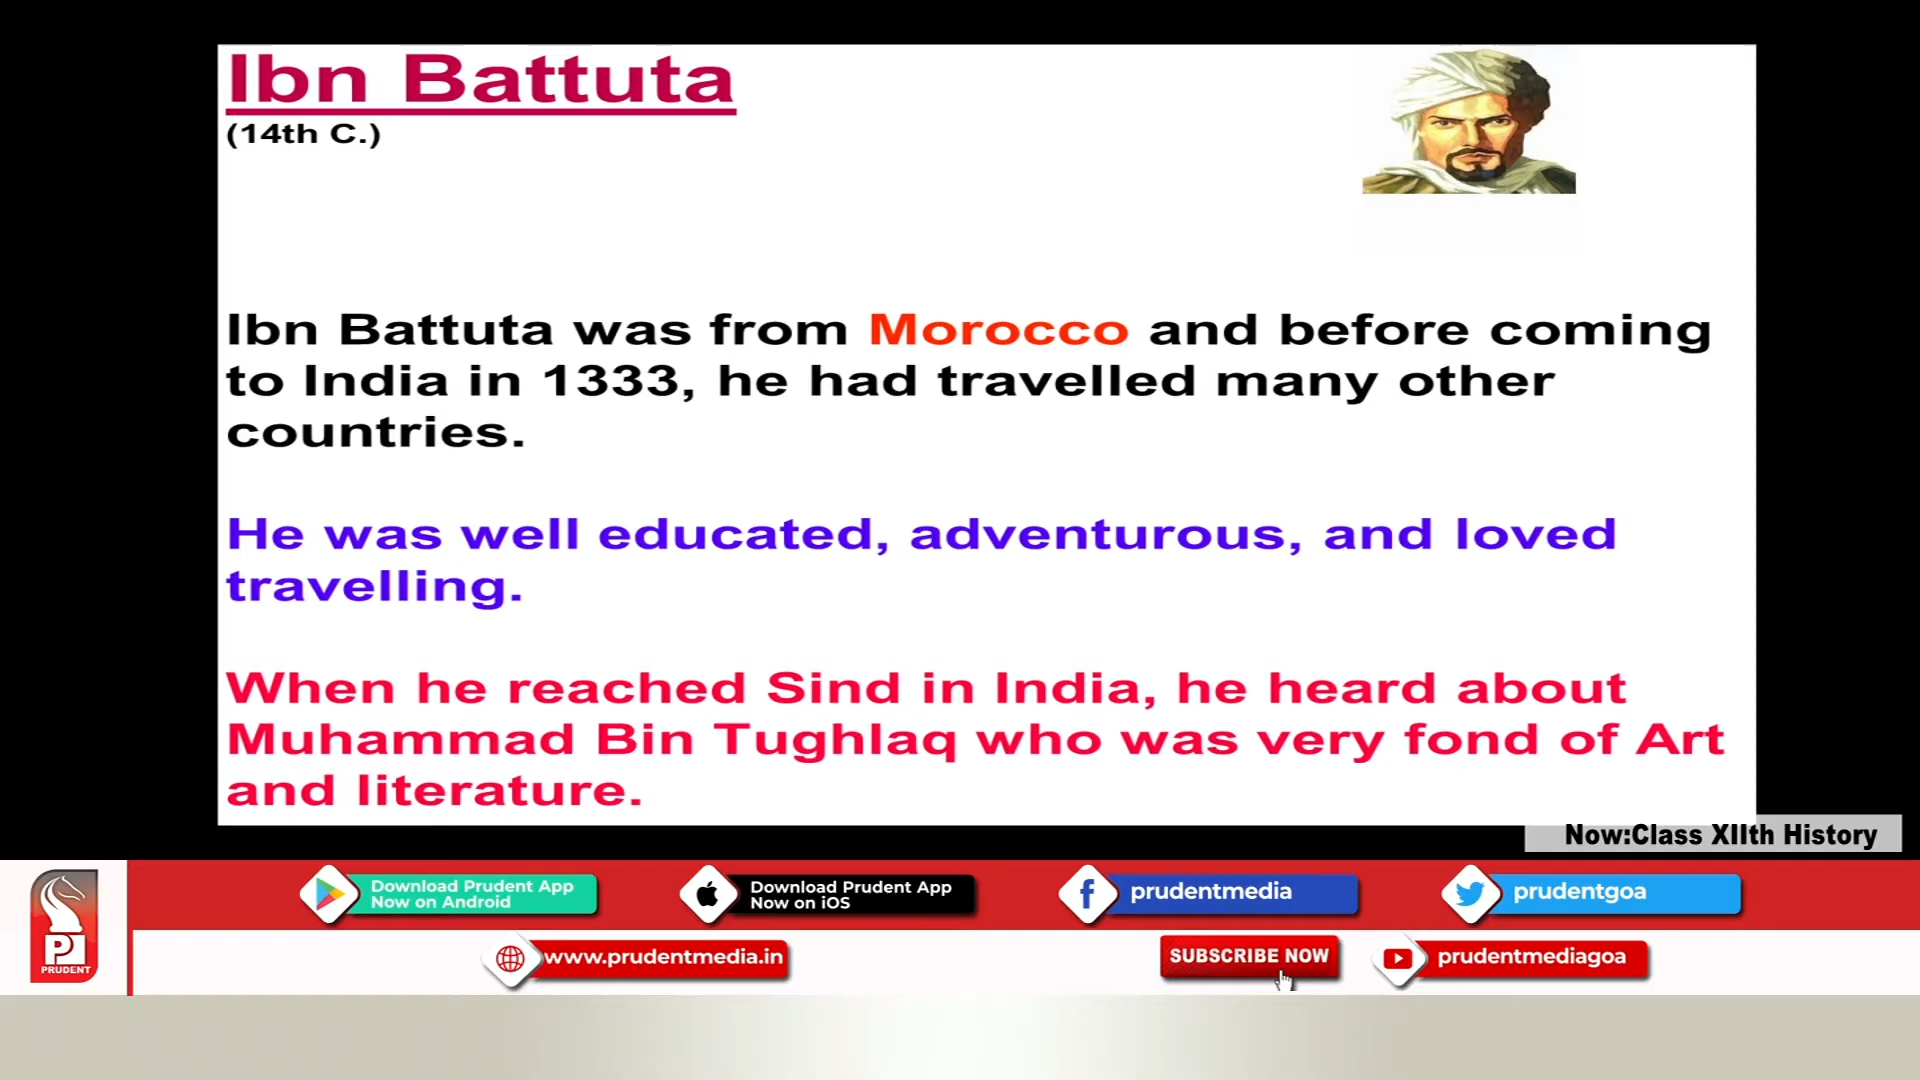 Ibn Battuta
(14th C.)
Ibn Battuta was from Morocco and before coming
to India in 1333, he had travelled many other
countries.
He was well educated, adventurous, and loved
travelling.
When he reached Sind in India, he heard about
Muhammad Bin Tughlaq who was very fond of Art
and literature.
Now:Class XIIth History
Download Prudent App
Now on Android
Download Prudent App
Now on iOS
prudentmedia
prudentgoa
PRUDENT
www.prudentmedia.in
SUBSCRIBE NOW
prudentmediagoa